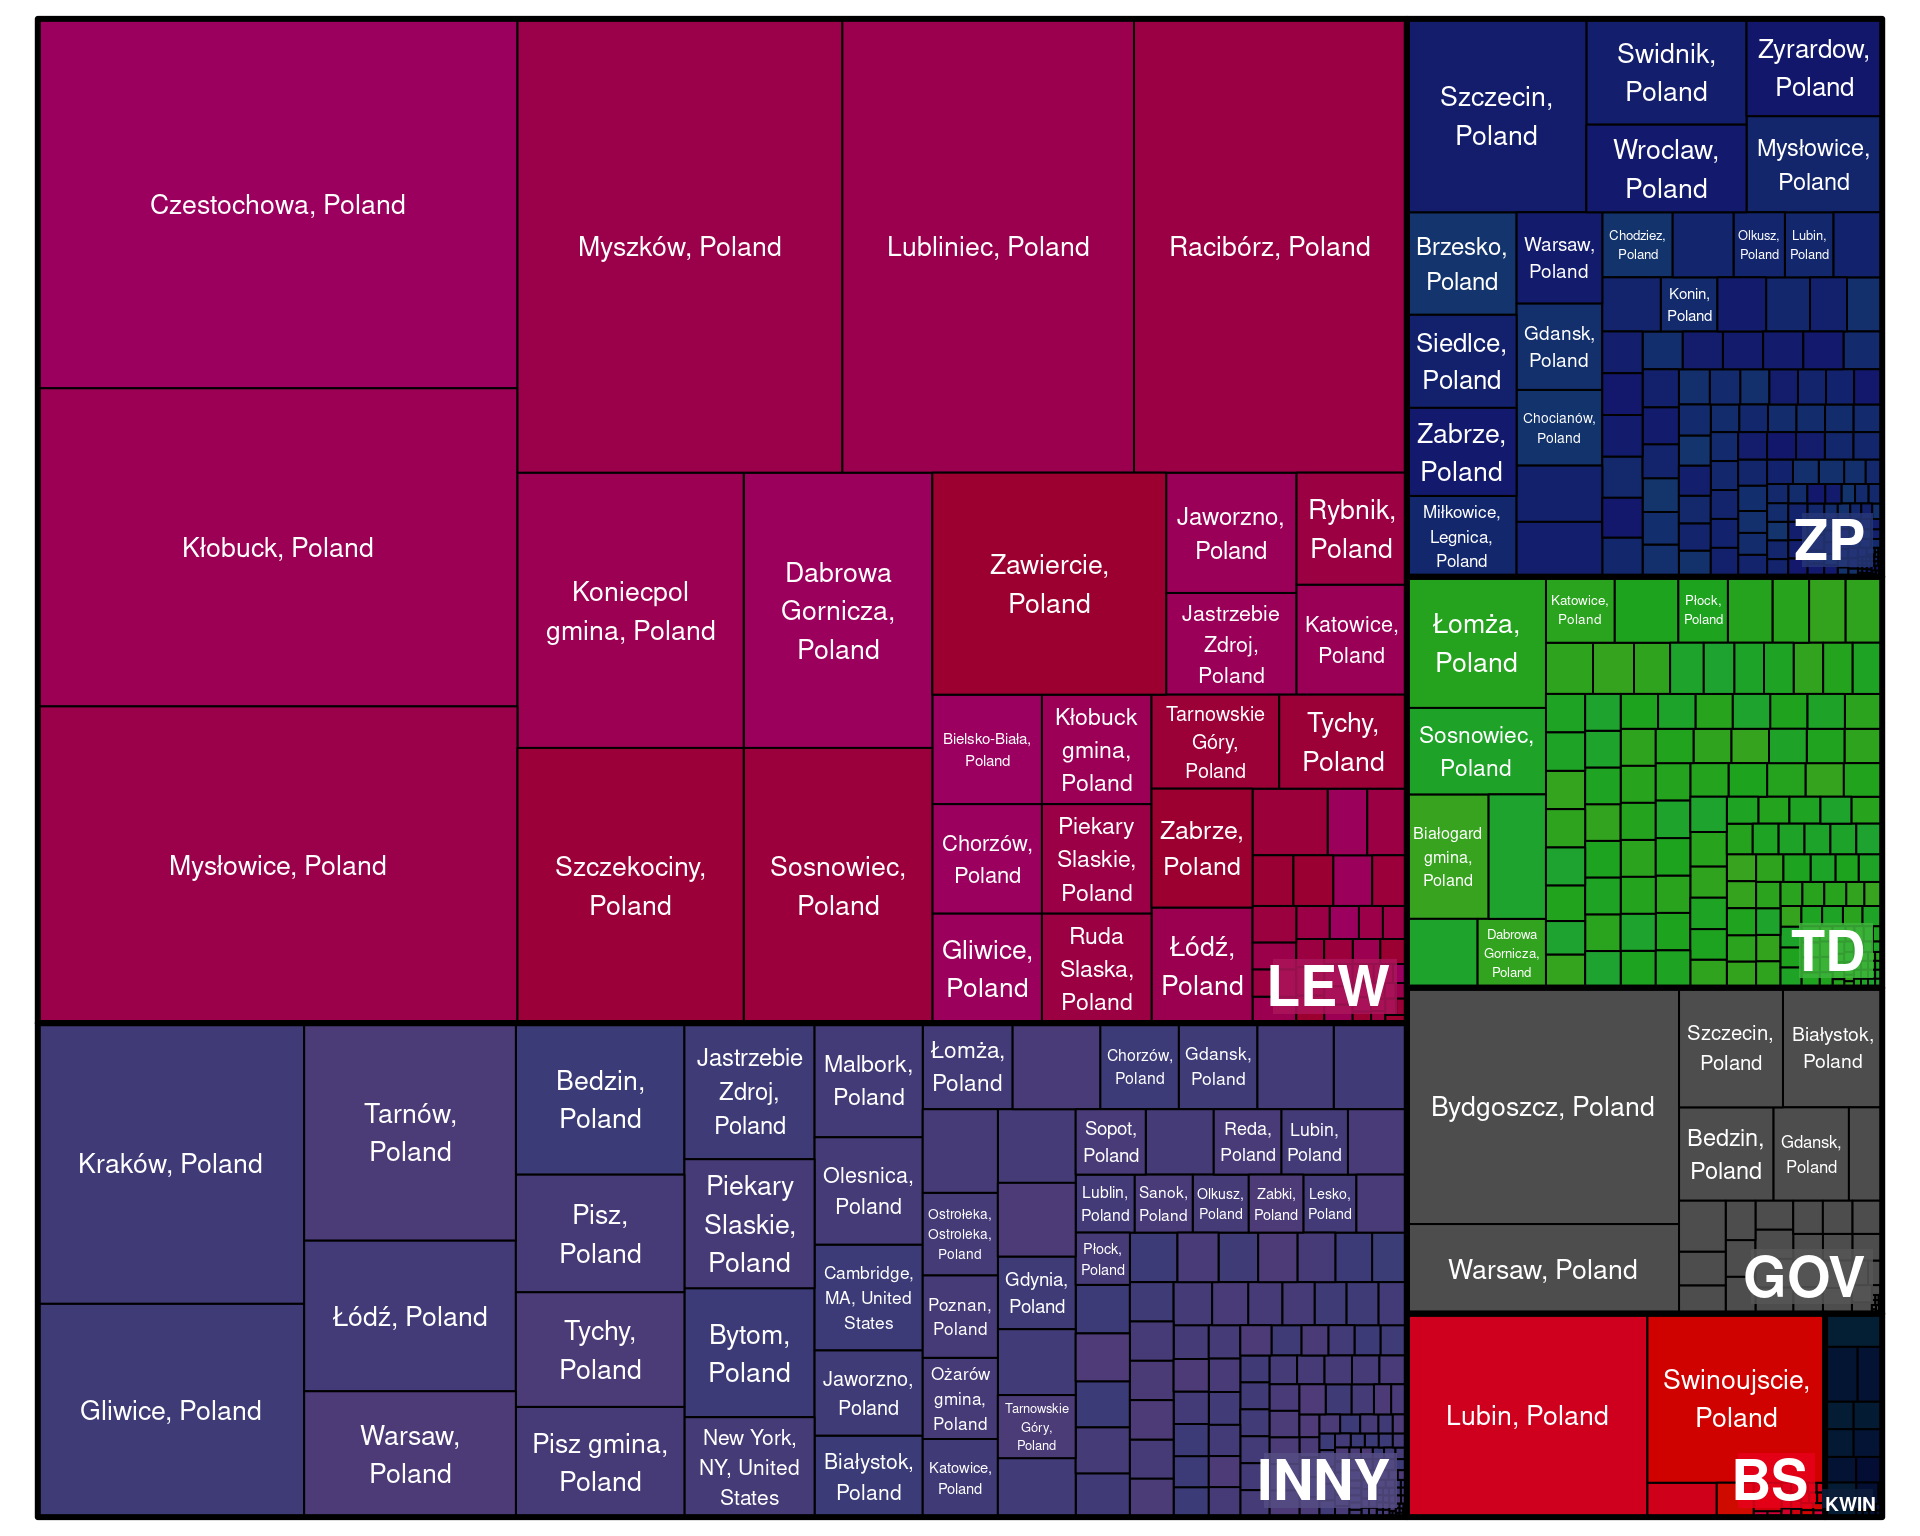 Czestochowa, Poland
Kłobuck, Poland
Mysłowice, Poland
Myszków, Poland
Lubliniec, Poland
Racibórz, Poland
Koniecpol
gmina, Poland
Dabrowa
Gornicza,
Poland
Szczekociny,
Poland
Sosnowiec,
Poland
Zawiercie,
Poland
Jaworzno,
Poland
Jastrzebie
Zdroj,
Poland
Rybnik,
Poland
Katowice,
Poland
Bielsko-Biała,
Poland
Kłobuck
gmina,
Poland
Chorzów,
Poland
Piekary
Slaskie,
Poland
Gliwice,
Poland
Ruda
Slaska,
Poland
Tarnowskie
Góry,
Poland
Tychy,
Poland
Zabrze,
Poland
Łódź,
Poland
LEW
Kraków, Poland
Gliwice, Poland
Tarnów,
Poland
Łódź, Poland
Warsaw,
Poland
Bedzin,
Poland
Pisz,
Poland
Tychy,
Poland
Pisz gmina,
Poland
Jastrzebie
Zdroj,
Poland
Piekary
Slaskie,
Poland
Bytom,
Poland
New York,
NY, United
States
Malbork,
Poland
Olesnica,
Poland
Cambridge,
MA, United
States
Jaworzno,
Poland
Białystok,
Poland
Łomża,
Poland
Chorzów,
Poland
Gdansk,
Poland
Ostrołeka,
Ostroleka,
Poland
Poznan,
Poland
Ożarów
gmina,
Poland
Katowice,
Poland
Gdynia,
Poland
Tarnowskie
Góry,
Poland
Sopot,
Poland
Reda,
Poland
Lubin,
Poland
Lublin,
Poland
Sanok,
Poland
Olkusz,
Poland
Zabki,
Poland
Lesko,
Poland
Płock,
Poland
INNY
Szczecin,
Poland
Swidnik,
Poland
Zyrardow,
Poland
Wroclaw,
Poland
Mysłowice,
Poland
Brzesko,
Poland
Siedlce,
Poland
Zabrze,
Poland
Miłkowice,
Legnica,
Poland
Warsaw,
Poland
Gdansk,
Poland
Chocianów,
Poland
Chodziez,
Poland
Olkusz,
Poland
Lubin,
Poland
Konin,
Poland
ZP
Łomża,
Poland
Sosnowiec,
Poland
Białogard
gmina,
Poland
Dabrowa
Gornicza,
Poland
Katowice,
Poland
Płock,
Poland
TD
Bydgoszcz, Poland
Warsaw, Poland
Szczecin,
Poland
Białystok,
Poland
Bedzin,
Poland
Gdansk,
Poland
GOV
Lubin, Poland
Swinoujscie,
Poland
BS
KWIN